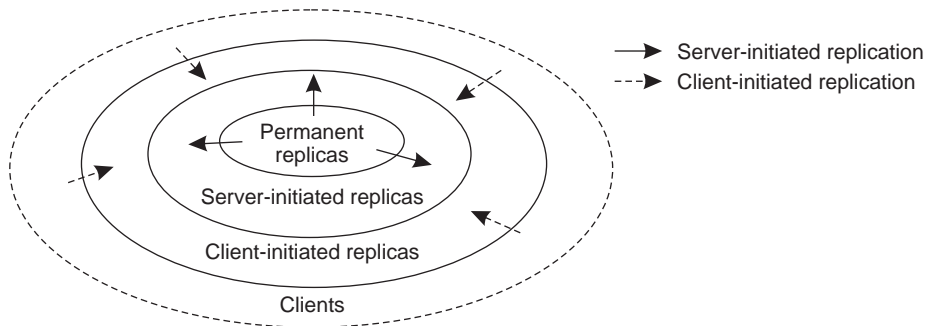 Server-initiated replication
Client-initiated replication
Permanent
replicas
Server-initiated replicas
Client-initiated replicas
Clients